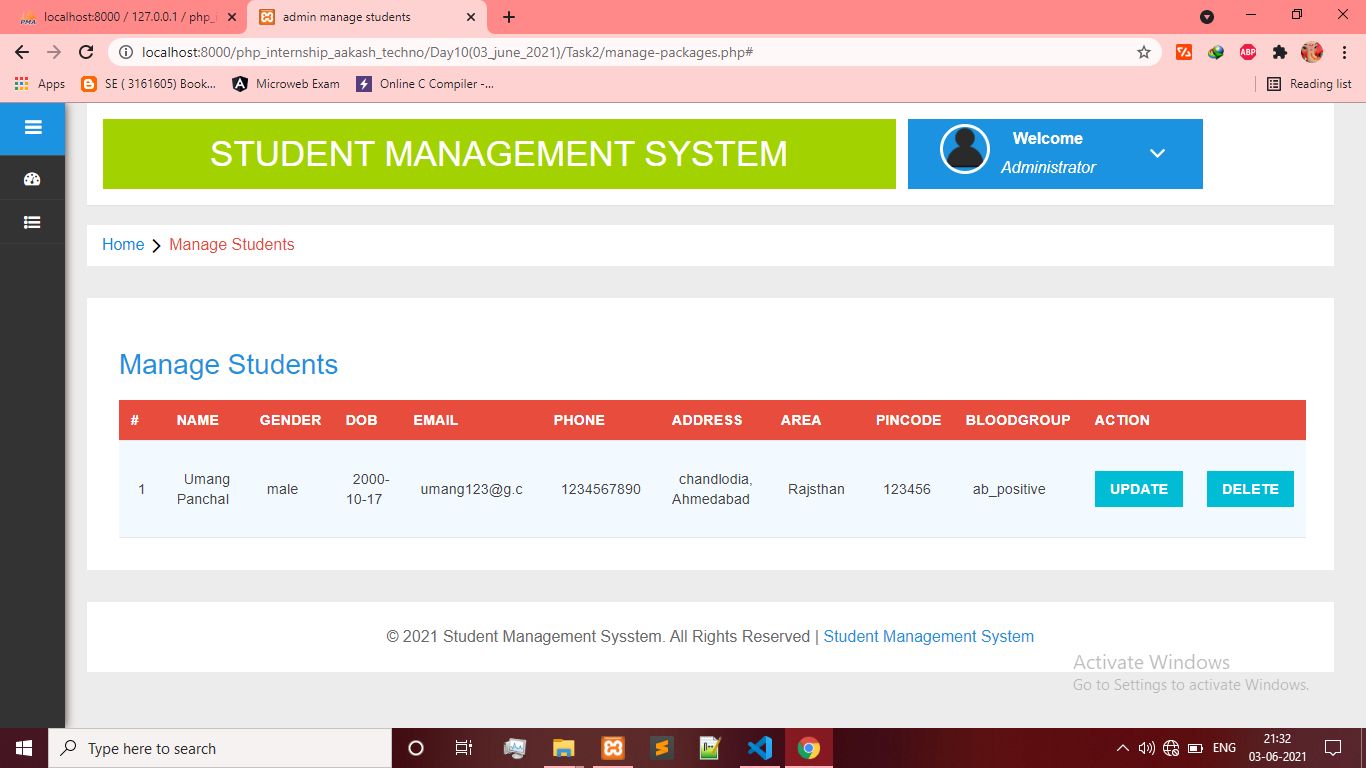 localhost:8000 / 127.0.0.1 / php_i
admin manage students
localhost:8000/php_internship_aakash_techno/Day10(03_june_2021)/Task2/manage-packages.php#
ABP
Apps
SE ( 3161605) Book...
Microweb Exam
Online C Compiler -...
Reading list
STUDENT MANAGEMENT SYSTEM
Welcome
Administrator
Home
Manage Students
Manage Students
# NAME GENDER DOB EMAIL PHONE ADDRESS AREA PINCODE BLOODGROUP ACTION
1 Umang Panchal male 2000-10-17 umang123@g.c 1234567890 chandlodia, Ahmedabad Rajsthan 123456 ab_positive UPDATE DELETE
© 2021 Student Management Sysstem. All Rights Reserved | Student Management System
Activate Windows
Go to Settings to activate Windows.
Type here to search
ENG
21:32
03-06-2021